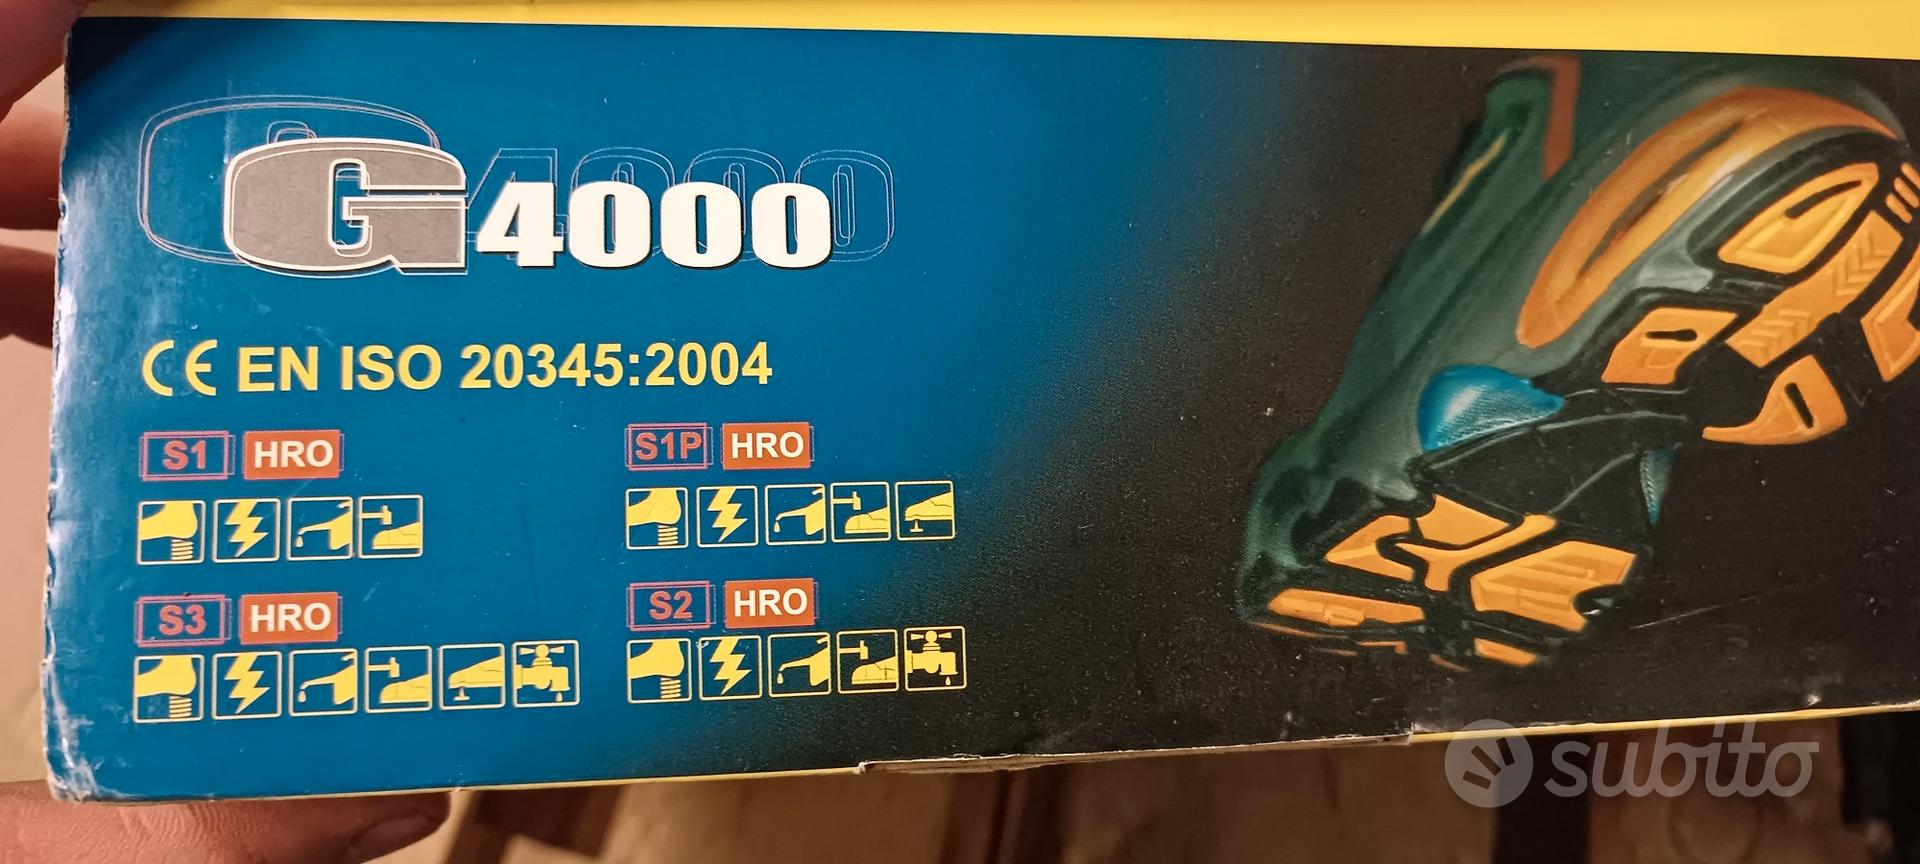 G4000
CE EN ISO 20345:2004
S1 HRO
S1P HRO
S3 HRO
S2 HRO
subito